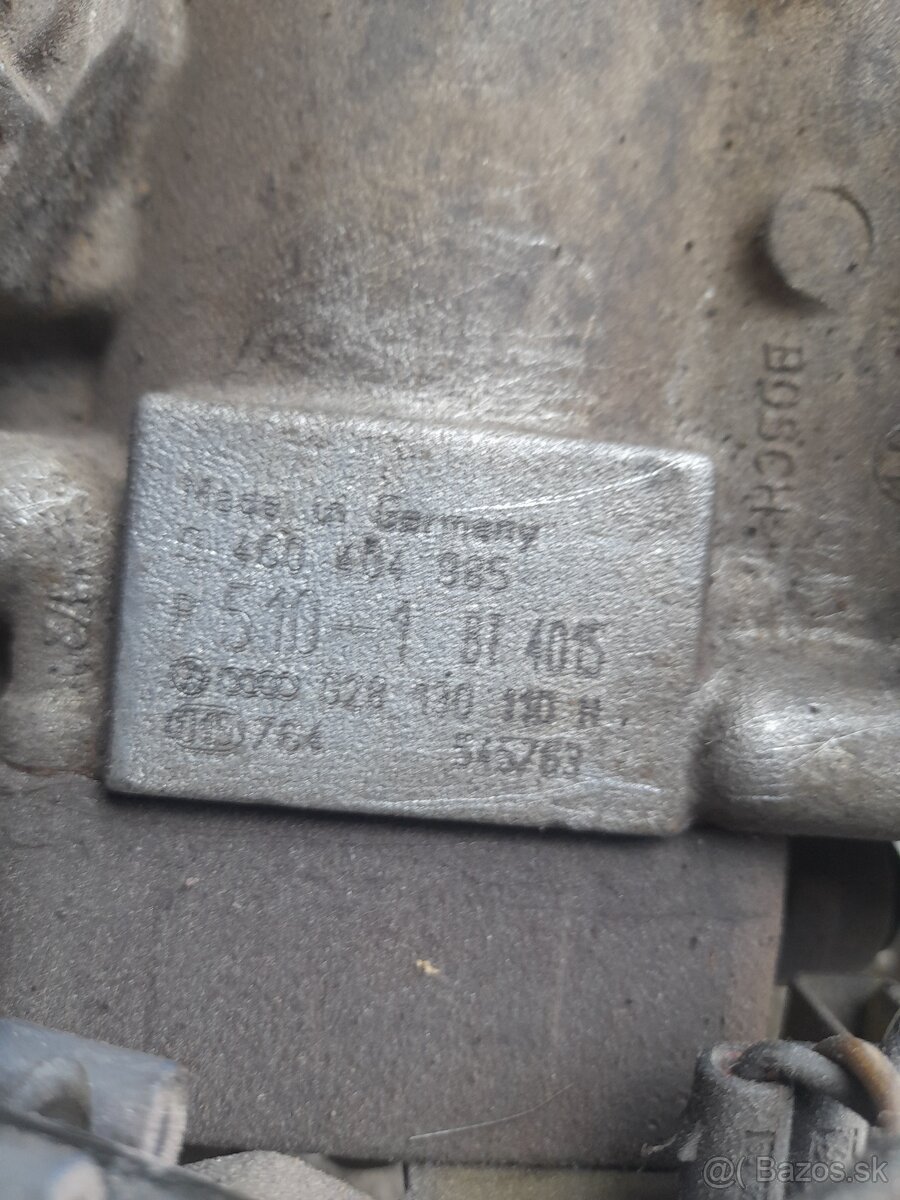 Made in Germany
0 460 404 985
R 510-1 BT 4015
028 130 110 H
764 545763
BOSCH
@( Bazos.sk